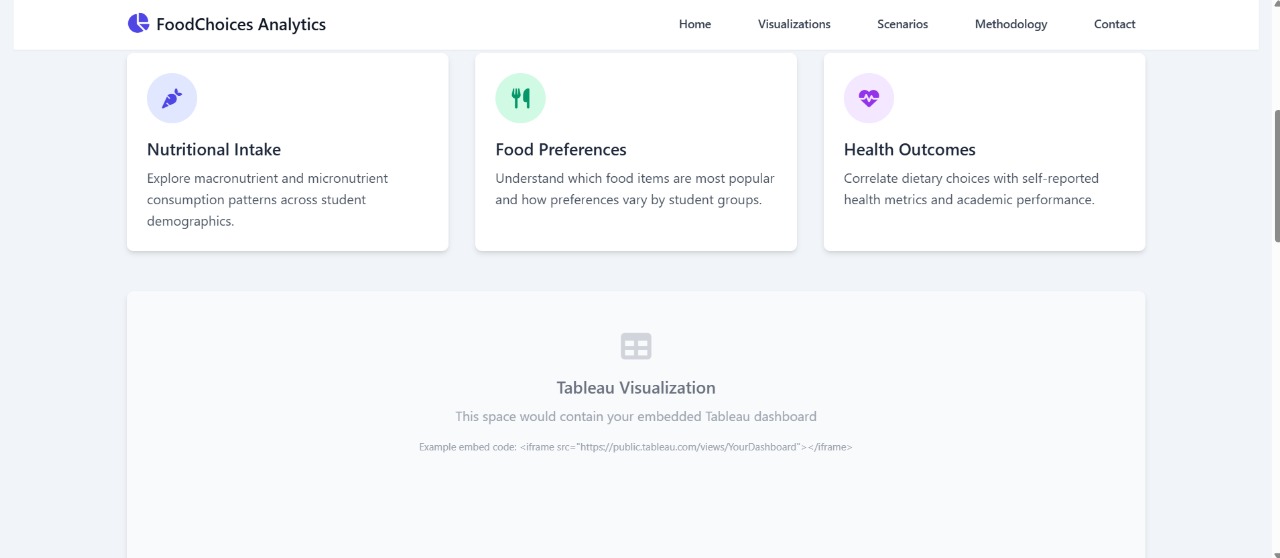 FoodChoices Analytics
Home
Visualizations
Scenarios
Methodology
Contact
Nutritional Intake
Explore macronutrient and micronutrient
consumption patterns across student
demographics.
Food Preferences
Understand which food items are most popular
and how preferences vary by student groups.
Health Outcomes
Correlate dietary choices with self-reported
health metrics and academic performance.
Tableau Visualization
This space would contain your embedded Tableau dashboard
Example embed code: <iframe src="https://public.tableau.com/views/YourDashboard"></iframe>